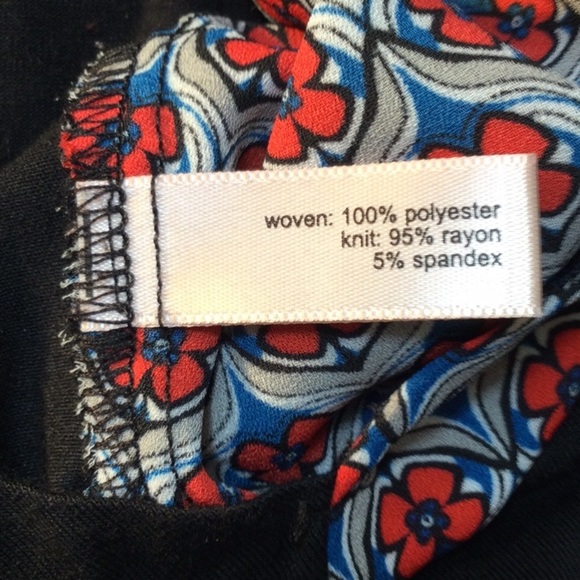 woven: 100% polyester
knit: 95% rayon
5% spandex